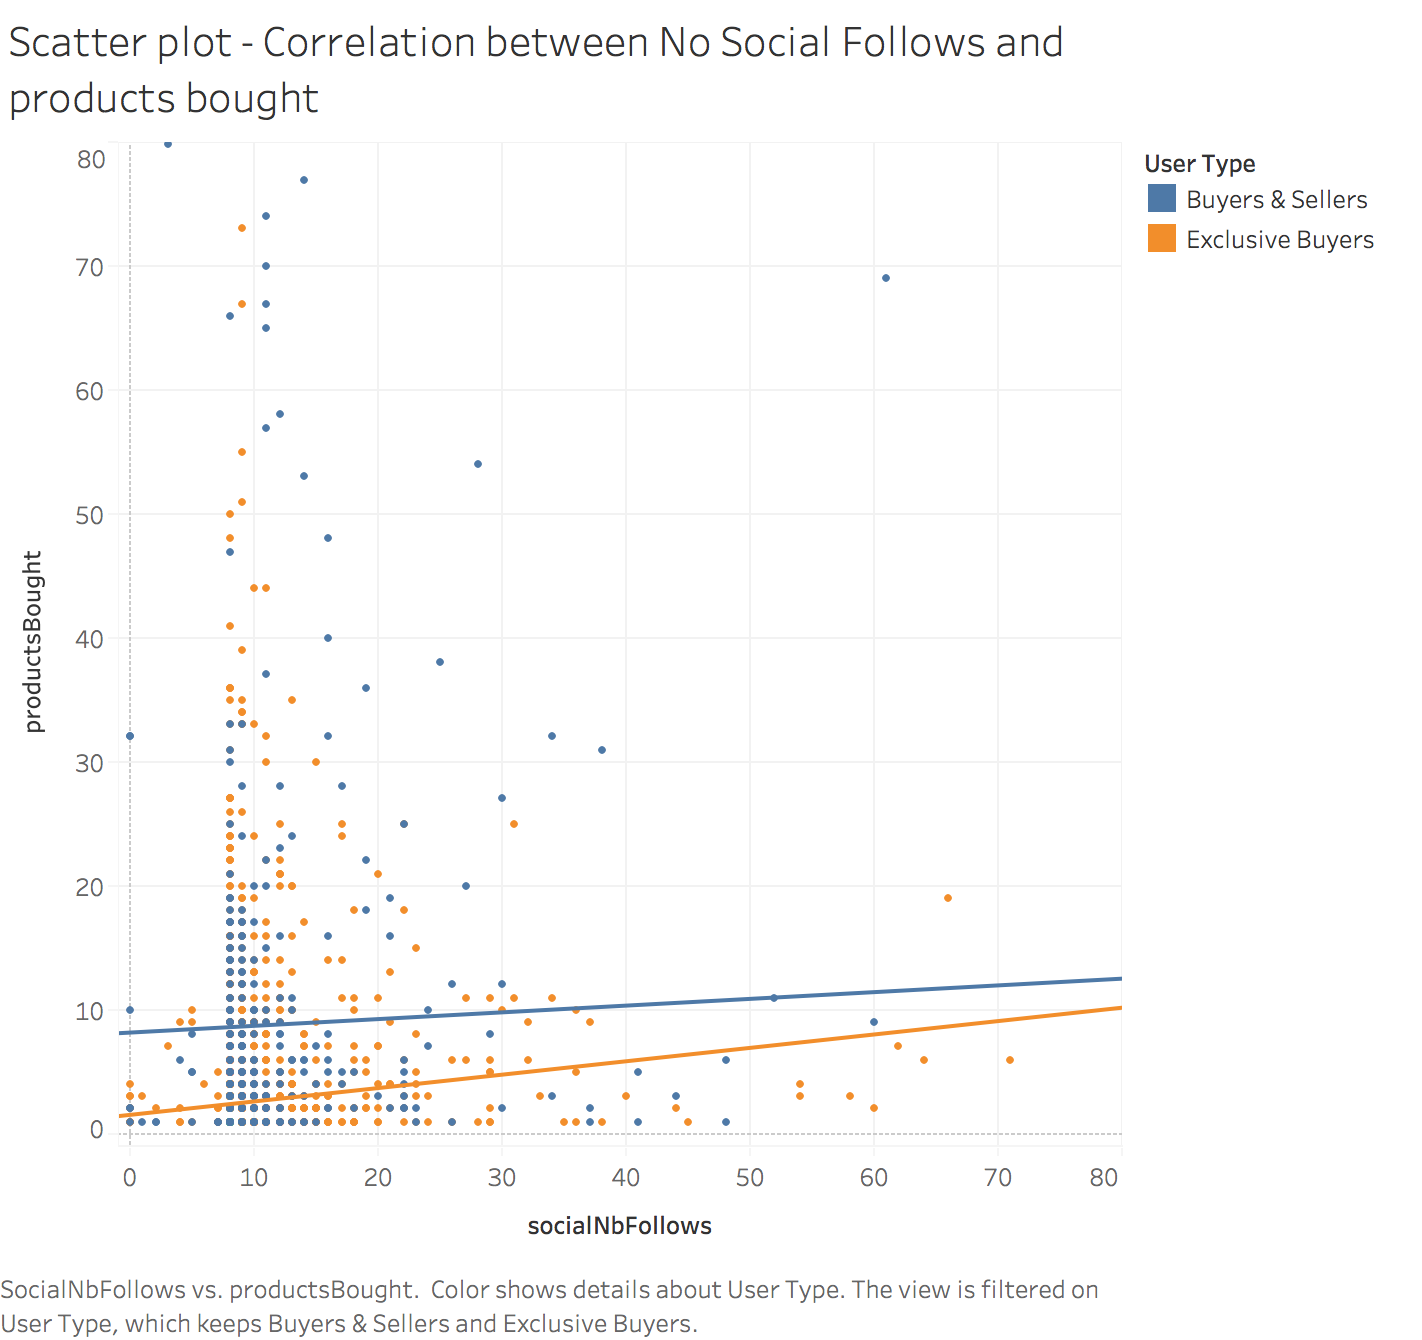 Scatter plot - Correlation between No Social Follows and
products bought
User Type
Buyers & Sellers
Exclusive Buyers
productsBought
80
70
60
50
40
30
20
10
0
0 10 20 30 40 50 60 70 80
socialNbFollows
SocialNbFollows vs. productsBought.  Color shows details about User Type. The view is filtered on
User Type, which keeps Buyers & Sellers and Exclusive Buyers.